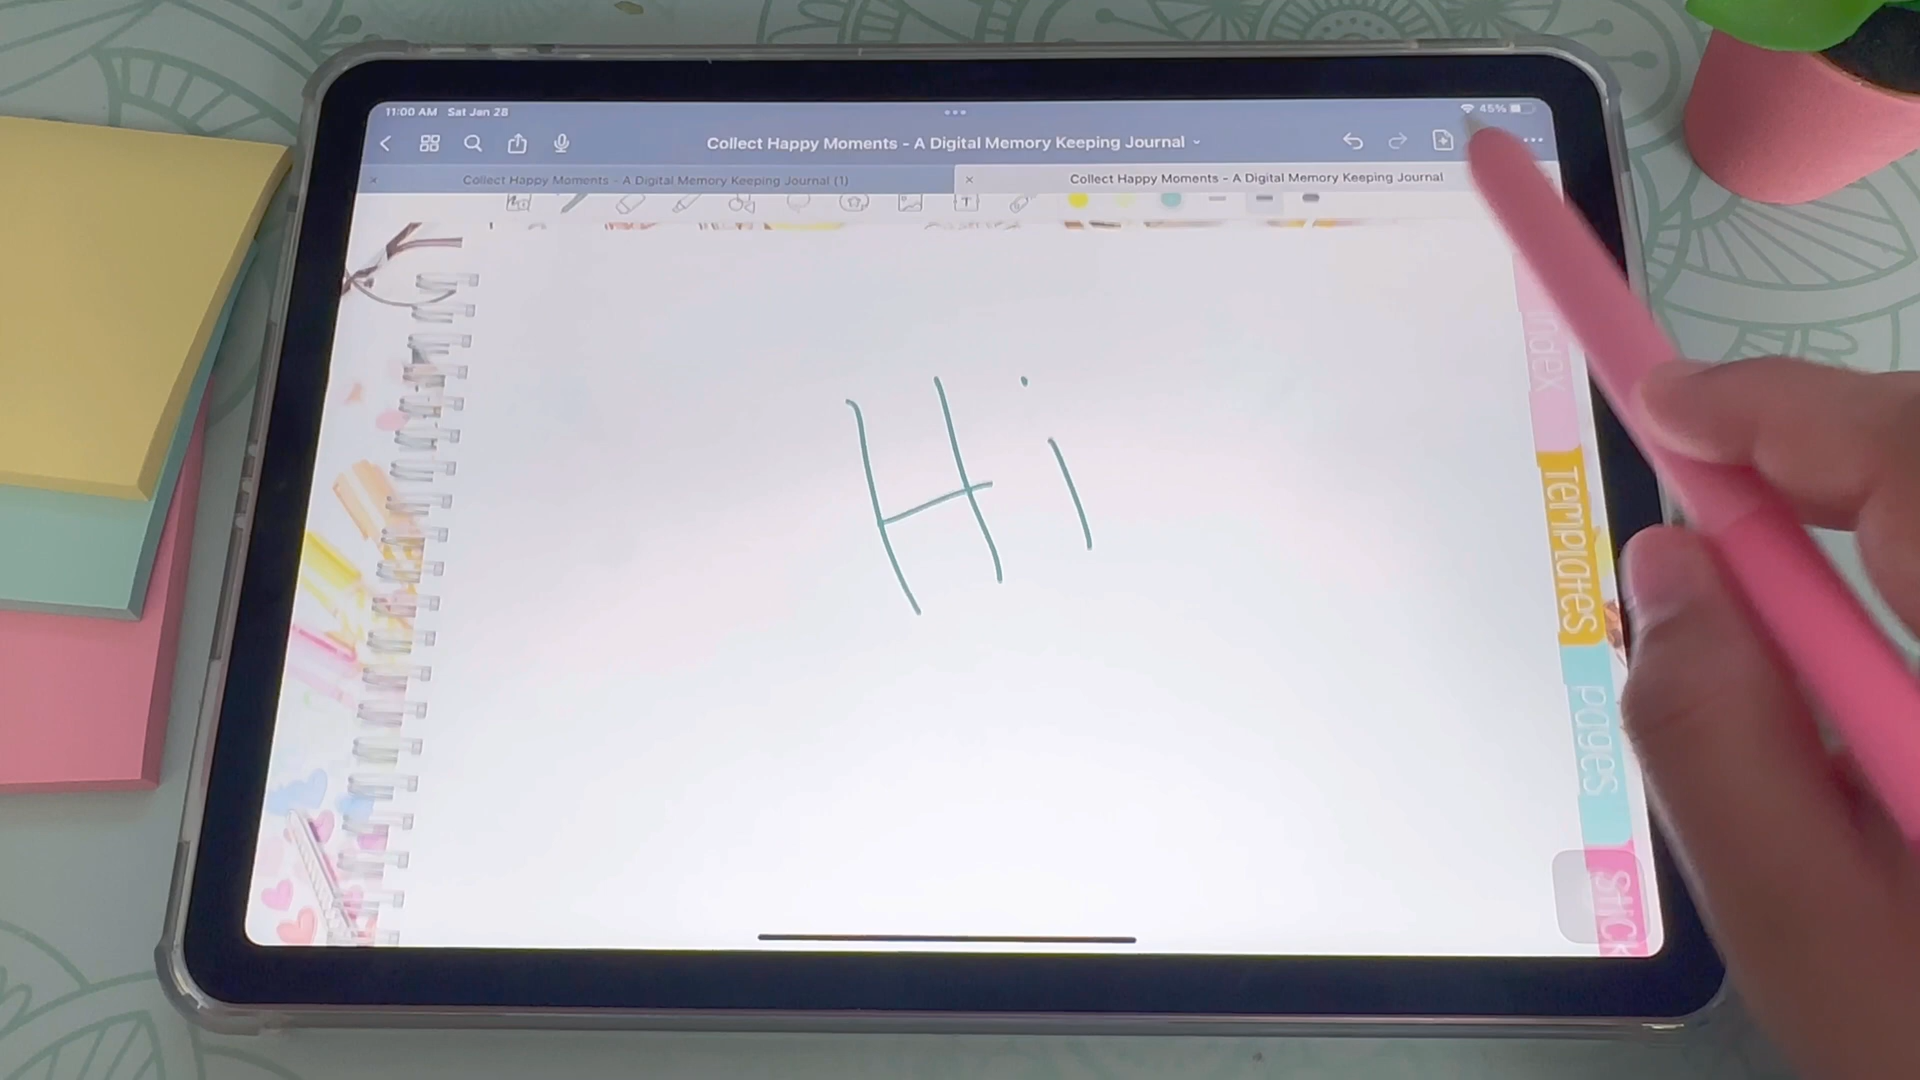 11:00 AM Sat Jan 28
45%
Collect Happy Moments - A Digital Memory Keeping Journal
Collect Happy Moments - A Digital Memory Keeping Journal (1)
Collect Happy Moments - A Digital Memory Keeping Journal
T
Hi
Index
Templates
pages
Stick